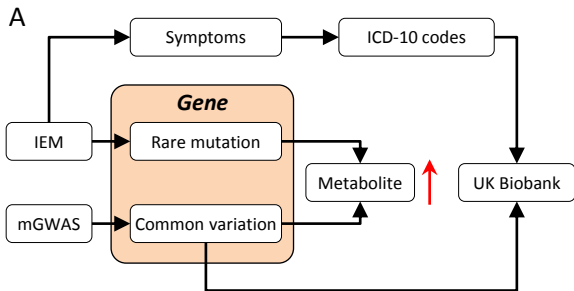 A
Symptoms
ICD-10 codes
Gene
IEM
Rare mutation
Metabolite
UK Biobank
mGWAS
Common variation